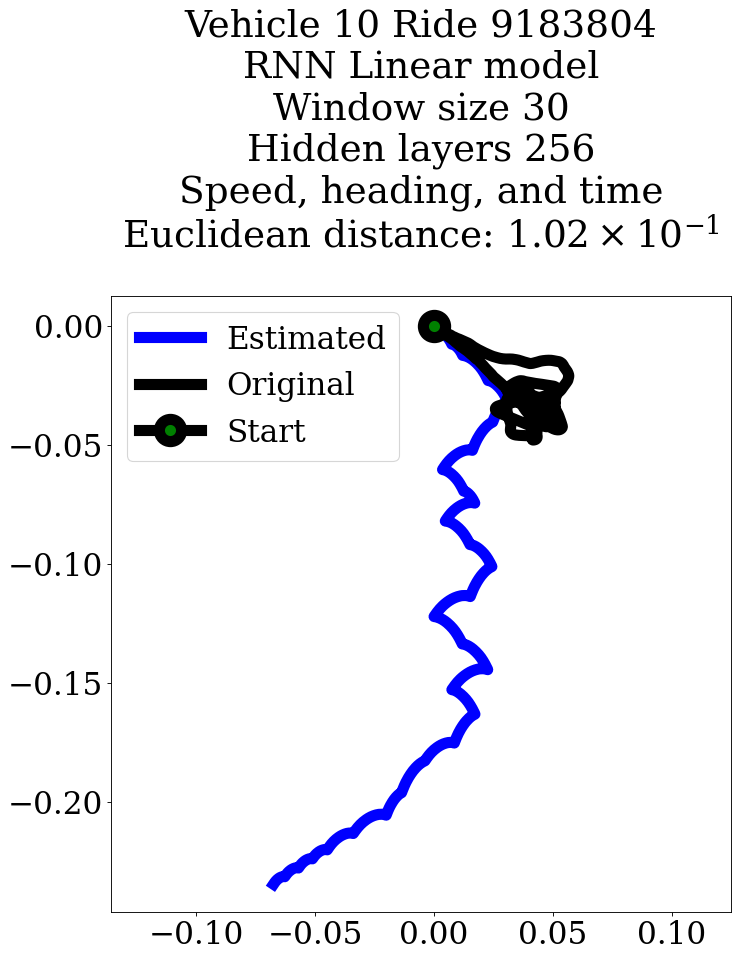 Vehicle 10 Ride 9183804
RNN Linear model
Window size 30
Hidden layers 256
Speed, heading, and time
Euclidean distance: 1.02 × 10⁻¹
Estimated
Original
Start
0.00
−0.05
−0.10
−0.15
−0.20
−0.10 −0.05 0.00 0.05 0.10